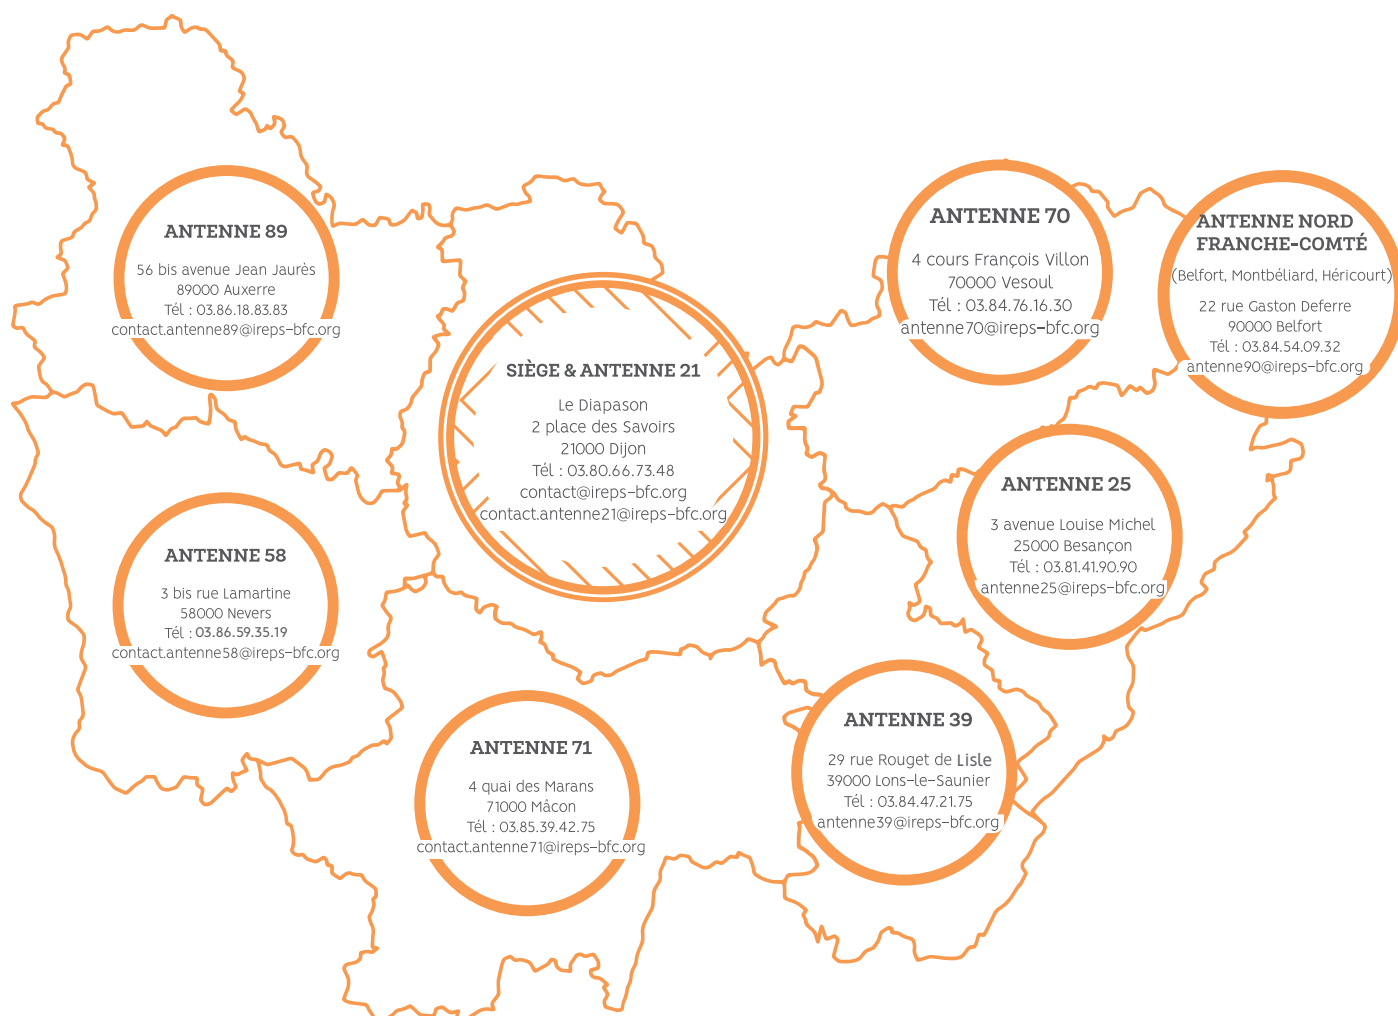 ANTENNE 89
56 bis avenue Jean Jaurès
89000 Auxerre
Tél : 03.86.18.83.83
contact.antenne89@ireps-bfc.org
SIÈGE & ANTENNE 21
Le Diapason
2 place des Savoirs
21000 Dijon
Tél : 03.80.66.73.48
contact@ireps-bfc.org
contact.antenne21@ireps-bfc.org
ANTENNE 70
4 cours François Villon
70000 Vesoul
Tél : 03.84.76.16.30
antenne70@ireps-bfc.org
ANTENNE NORD
FRANCHE-COMTÉ
(Belfort, Montbéliard, Héricourt)
22 rue Gaston Deferre
90000 Belfort
Tél : 03.84.54.09.32
antenne90@ireps-bfc.org
ANTENNE 25
3 avenue Louise Michel
25000 Besançon
Tél : 03.81.41.90.90
antenne25@ireps-bfc.org
ANTENNE 58
3 bis rue Lamartine
58000 Nevers
Tél : 03.86.59.35.19
contact.antenne58@ireps-bfc.org
ANTENNE 71
4 quai des Marans
71000 Mâcon
Tél : 03.85.39.42.75
contact.antenne71@ireps-bfc.org
ANTENNE 39
29 rue Rouget de Lisle
39000 Lons-le-Saunier
Tél : 03.84.47.21.75
antenne39@ireps-bfc.org